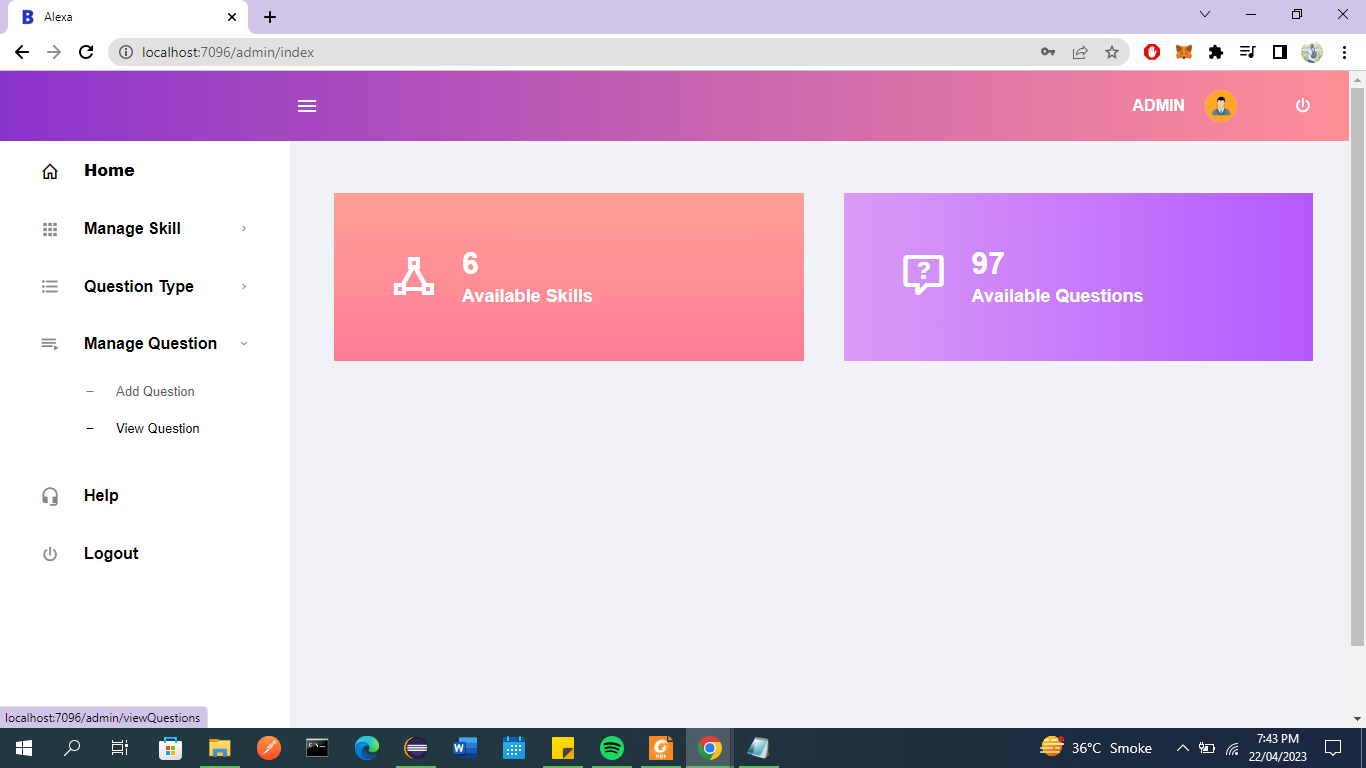 Alexa
localhost:7096/admin/index
ADMIN
Home
Manage Skill
Question Type
Manage Question
Add Question
View Question
Help
Logout
6
Available Skills
97
Available Questions
localhost:7096/admin/viewQuestions
36°C Smoke
7:43 PM
22/04/2023